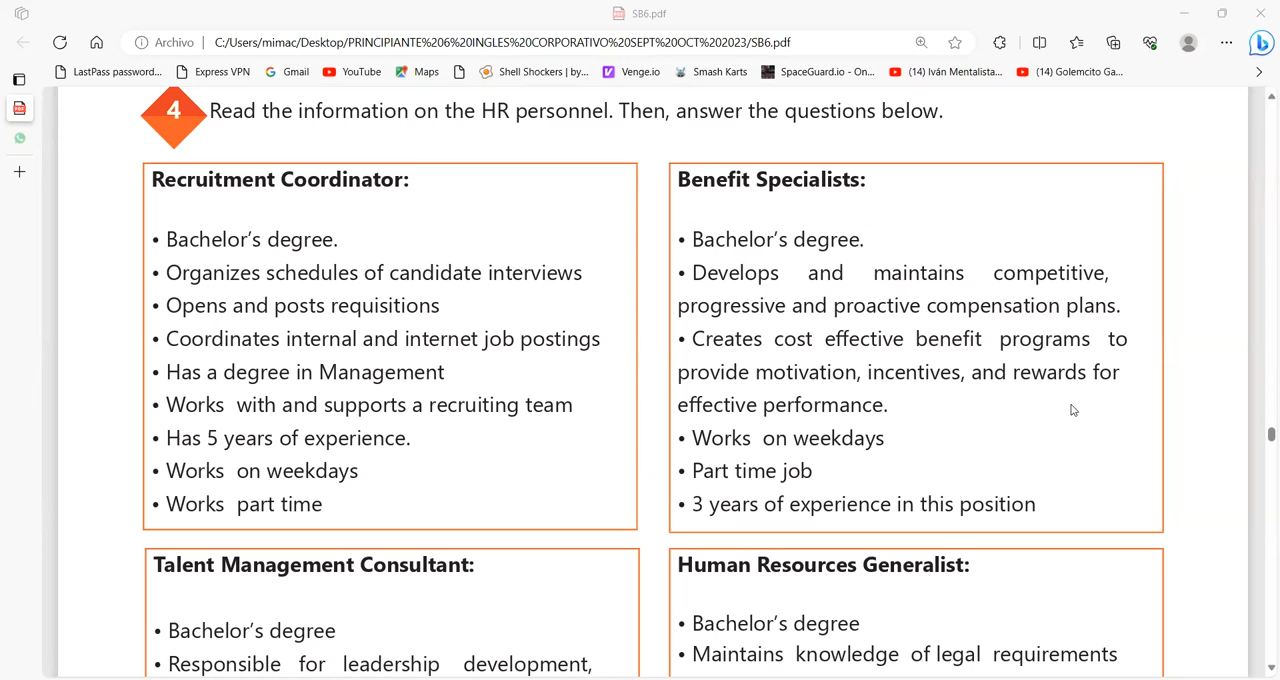 SB6.pdf
Archivo | C:/Users/mimac/Desktop/PRINCIPIANTE%206%20INGLES%20CORPORATIVO%20SEPT%20OCT%202023/SB6.pdf
LastPass password... Express VPN Gmail YouTube Maps Shell Shockers | by... Venge.io Smash Karts SpaceGuard.io - On... (14) Iván Mentalista... (14) Golemcito Ga...
4 Read the information on the HR personnel. Then, answer the questions below.
Recruitment Coordinator:
• Bachelor’s degree.
• Organizes schedules of candidate interviews
• Opens and posts requisitions
• Coordinates internal and internet job postings
• Has a degree in Management
• Works with and supports a recruiting team
• Has 5 years of experience.
• Works on weekdays
• Works part time
Benefit Specialists:
• Bachelor’s degree.
• Develops and maintains competitive,
progressive and proactive compensation plans.
• Creates cost effective benefit programs to
provide motivation, incentives, and rewards for
effective performance.
• Works on weekdays
• Part time job
• 3 years of experience in this position
Talent Management Consultant:
• Bachelor’s degree
• Responsible for leadership development,
Human Resources Generalist:
• Bachelor’s degree
• Maintains knowledge of legal requirements